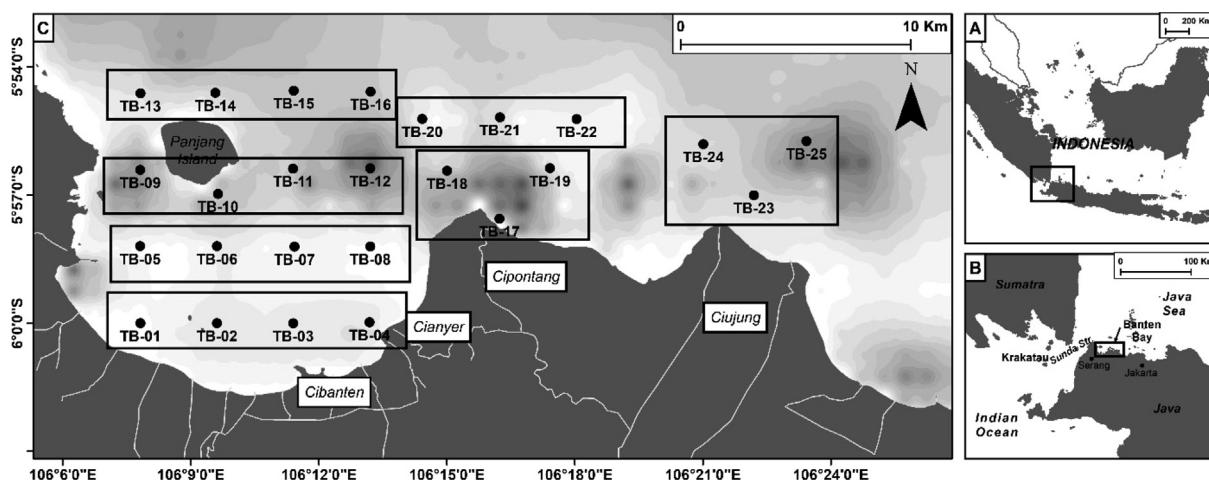 C
0 10 Km
N
5°54'0"S
5°57'0"S
6°0'0"S
TB-13 TB-14 TB-15 TB-16
Panjang
Island
TB-20 TB-21 TB-22
TB-24 TB-25
TB-23
TB-09 TB-11 TB-12
TB-10
TB-18 TB-19
TB-17
TB-05 TB-06 TB-07 TB-08
TB-01 TB-02 TB-03 TB-04
Cipontang
Cianyer
Ciujung
Cibanten
106°6'0"E 106°9'0"E 106°12'0"E 106°15'0"E 106°18'0"E 106°21'0"E 106°24'0"E
A
0 200 Km
INDONESIA
B
0 100 Km
Sumatra
Java
Sea
Banten
Bay
Sunda Str.
Krakatau
Serang
Jakarta
Indian
Ocean
Java